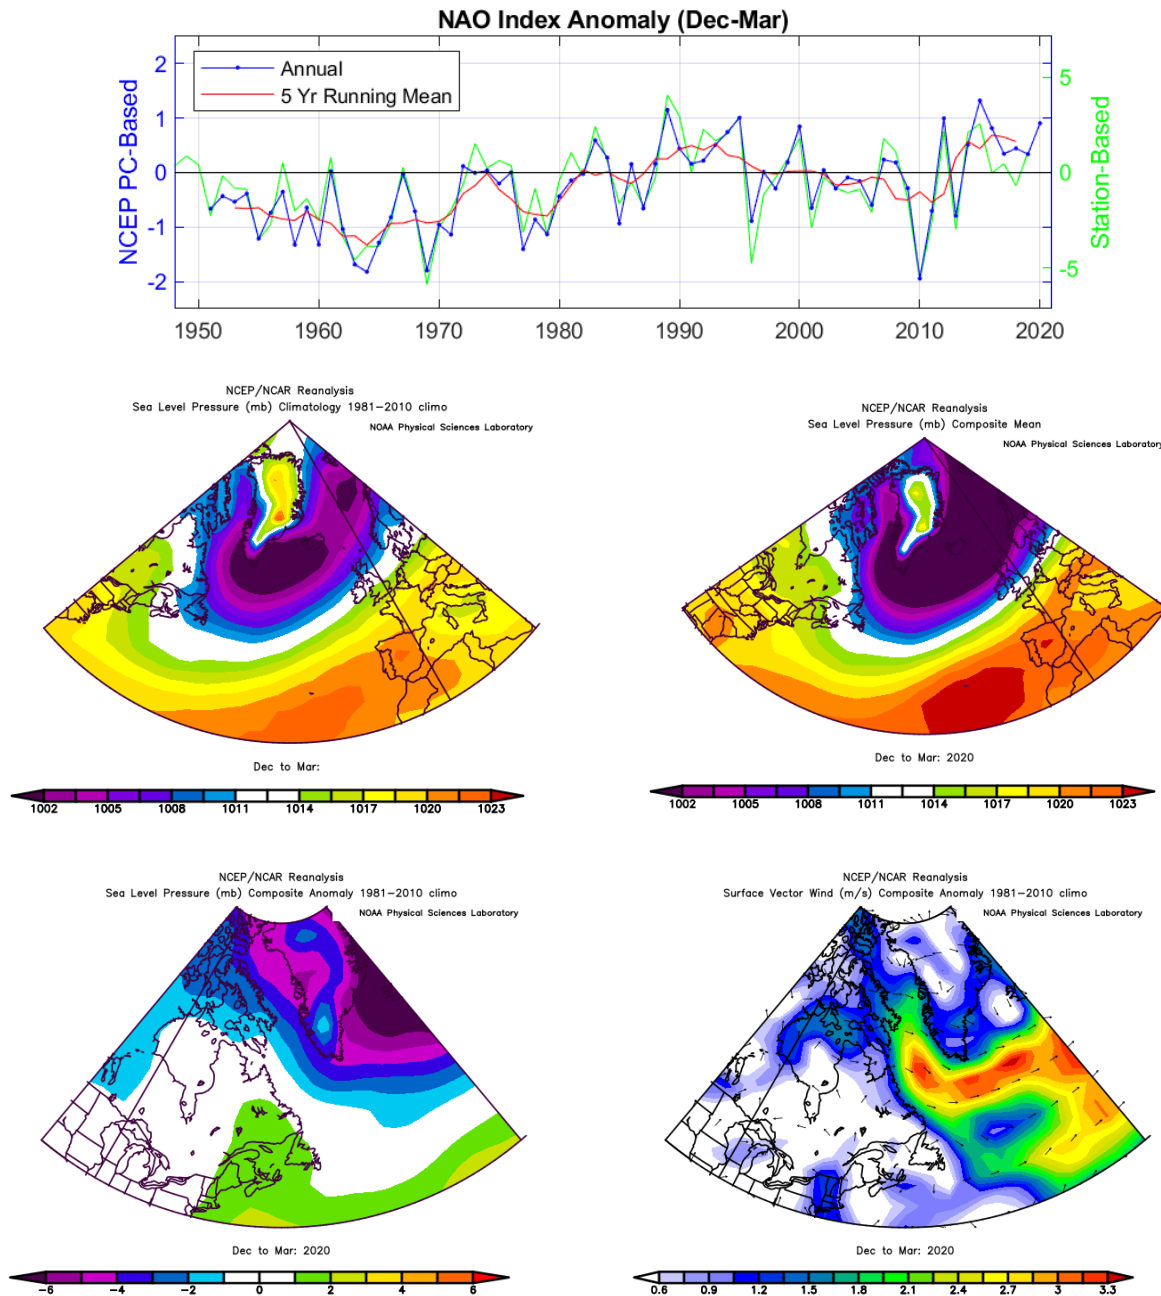 NAO Index Anomaly (Dec-Mar)
NCEP PC-Based
2
1
0
-1
-2
Annual
5 Yr Running Mean
5
0
-5
Station-Based
1950 1960 1970 1980 1990 2000 2010 2020
NCEP/NCAR Reanalysis
Sea Level Pressure (mb) Climatology 1981-2010 climo
NOAA Physical Sciences Laboratory
Dec to Mar:
1002 1005 1008 1011 1014 1017 1020 1023
NCEP/NCAR Reanalysis
Sea Level Pressure (mb) Composite Mean
NOAA Physical Sciences Laboratory
Dec to Mar: 2020
1002 1005 1008 1011 1014 1017 1020 1023
NCEP/NCAR Reanalysis
Sea Level Pressure (mb) Composite Anomaly 1981-2010 climo
NOAA Physical Sciences Laboratory
Dec to Mar: 2020
-6 -4 -2 0 2 4 6
NCEP/NCAR Reanalysis
Surface Vector Wind (m/s) Composite Anomaly 1981-2010 climo
NOAA Physical Sciences Laboratory
Dec to Mar: 2020
0.6 0.9 1.2 1.5 1.8 2.1 2.4 2.7 3 3.3